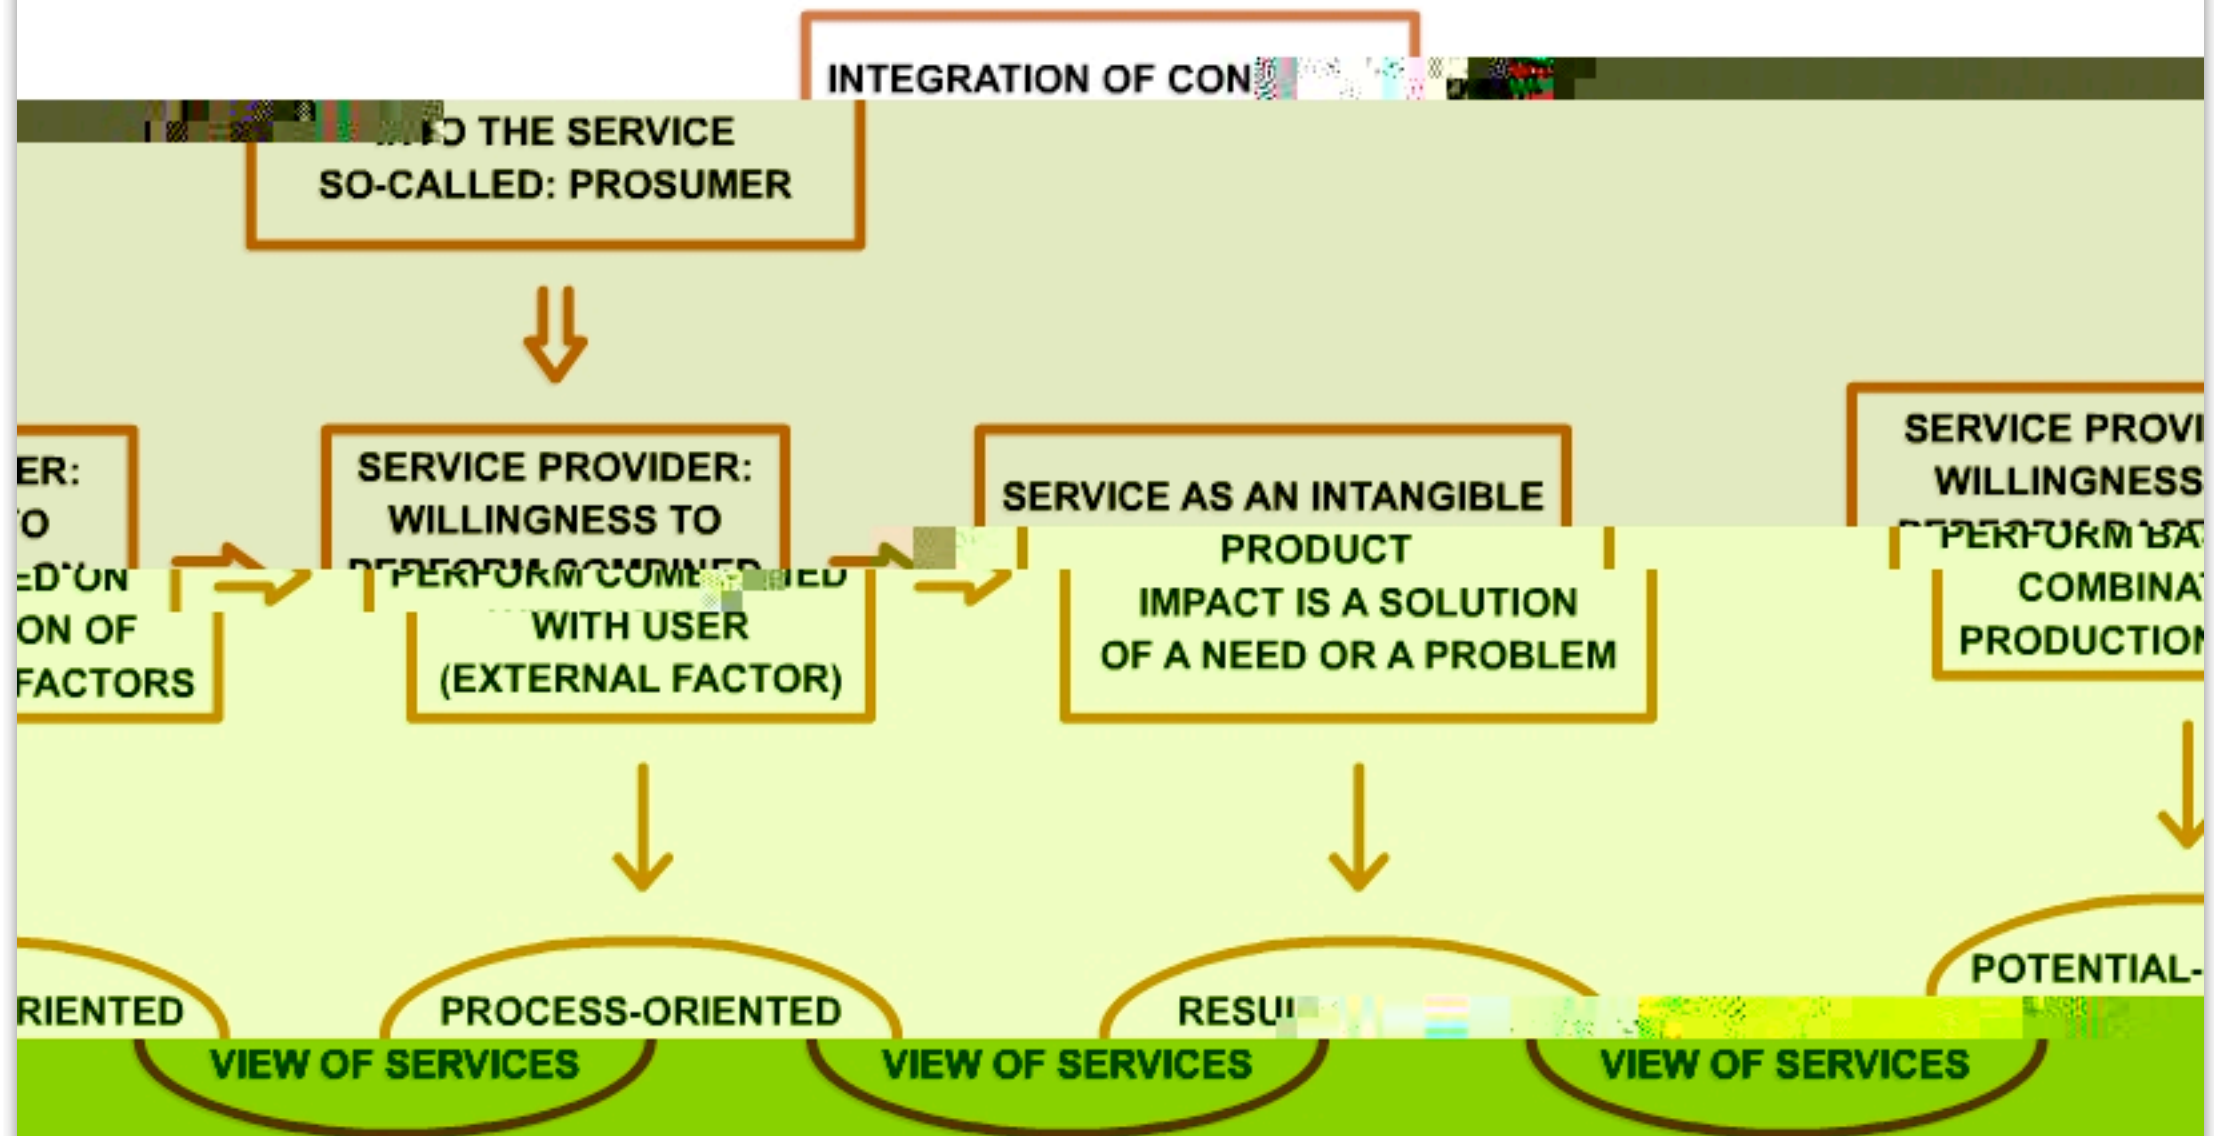 INTEGRATION OF CON
THE SERVICE
SO-CALLED: PROSUMER
ER:
TO
ED ON
ON OF
FACTORS
SERVICE PROVIDER:
WILLINGNESS TO
PERFORM COMBINED
WITH USER
(EXTERNAL FACTOR)
SERVICE AS AN INTANGIBLE
PRODUCT
IMPACT IS A SOLUTION
OF A NEED OR A PROBLEM
SERVICE PROVI
WILLINGNESS
PERFORM BA
COMBINA
PRODUCTION
RIENTED
PROCESS-ORIENTED
RESU
POTENTIAL-
VIEW OF SERVICES
VIEW OF SERVICES
VIEW OF SERVICES